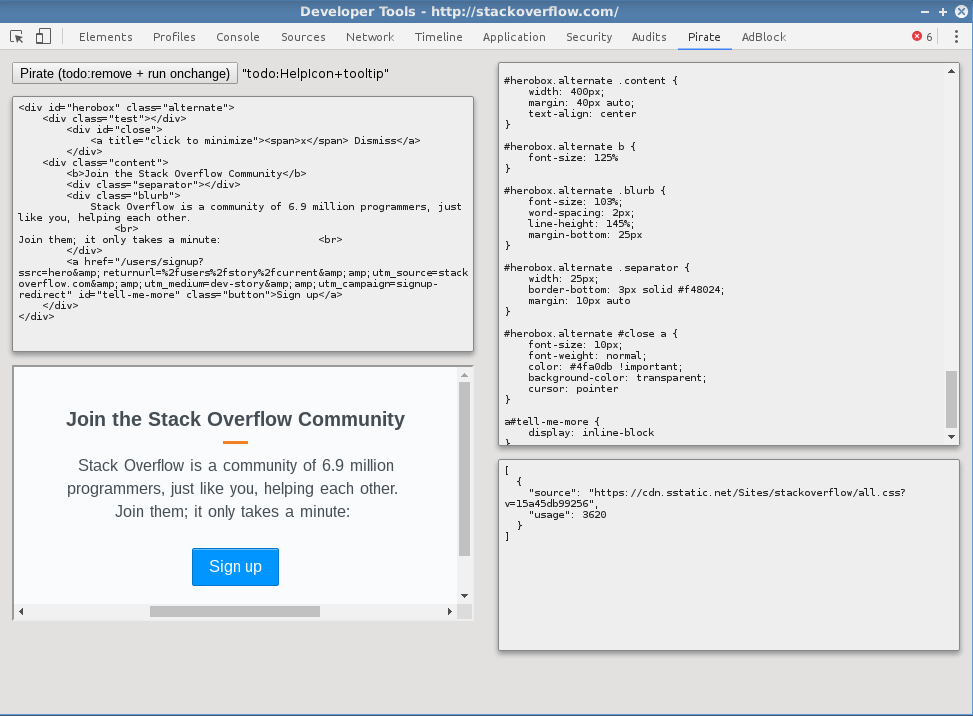 Developer Tools - http://stackoverflow.com/
Elements Profiles Console Sources Network Timeline Application Security Audits Pirate AdBlock 6
Pirate (todo:remove + run onchange) "todo:HelpIcon+tooltip"
<div id="herobox" class="alternate">
<div class="test"></div>
<div id="close">
<a title="click to minimize"><span>x</span> Dismiss</a>
</div>
<div class="content">
<b>Join the Stack Overflow Community</b>
<div class="separator"></div>
<div class="blurb">
Stack Overflow is a community of 6.9 million programmers, just
like you, helping each other.
<br>
Join them; it only takes a minute: <br>
</div>
<a href="/users/signup?
ssrc=hero&amp;returnurl=%2fusers%2fstory%2fcurrent&amp;amp;utm_source=stack
overflow.com&amp;amp;utm_medium=dev-story&amp;amp;utm_campaign=signup-
redirect" id="tell-me-more" class="button">Sign up</a>
</div>
</div>
Join the Stack Overflow Community
Stack Overflow is a community of 6.9 million
programmers, just like you, helping each other.
Join them; it only takes a minute:
Sign up
#herobox.alternate .content {
width: 400px;
margin: 40px auto;
text-align: center
}
#herobox.alternate b {
font-size: 125%
}
#herobox.alternate .blurb {
font-size: 103%;
word-spacing: 2px;
line-height: 145%;
margin-bottom: 25px
}
#herobox.alternate .separator {
width: 25px;
border-bottom: 3px solid #f48024;
margin: 10px auto
}
#herobox.alternate #close a {
font-size: 10px;
font-weight: normal;
color: #4fa0db !important;
background-color: transparent;
cursor: pointer
}
a#tell-me-more {
display: inline-block
}
[
{
"source": "https://cdn.sstatic.net/Sites/stackoverflow/all.css?
v=15a45db99256",
"usage": 3620
}
]